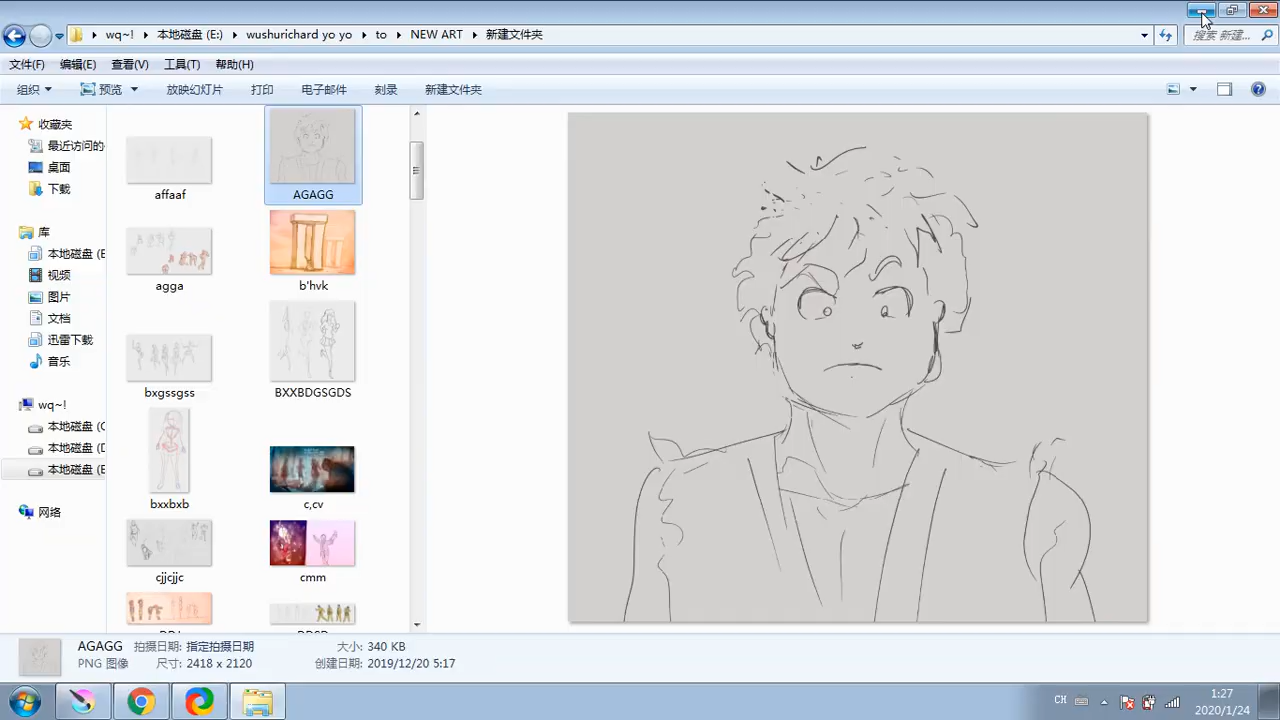 wq~! 本地磁盘 (E:) wushurichard yo yo to NEW ART 新建文件夹
搜索 新建...
文件(F) 编辑(E) 查看(V) 工具(T) 帮助(H)
组织 预览 放映幻灯片 打印 电子邮件 刻录 新建文件夹
收藏夹
最近访问的
桌面
下载
库
本地磁盘 (E
视频
图片
文档
迅雷下载
音乐
wq~!
本地磁盘 (C
本地磁盘 (D
本地磁盘 (E
网络
affaaf
AGAGG
agga
b'hvk
bxgssgss
BXXBDGSGDS
bxxbxb
c,cv
cjjcjjc
cmm
AGAGG 拍摄日期: 指定拍摄日期 大小: 340 KB
PNG 图像 尺寸: 2418 x 2120 创建日期: 2019/12/20 5:17
CH
1:27
2020/1/24